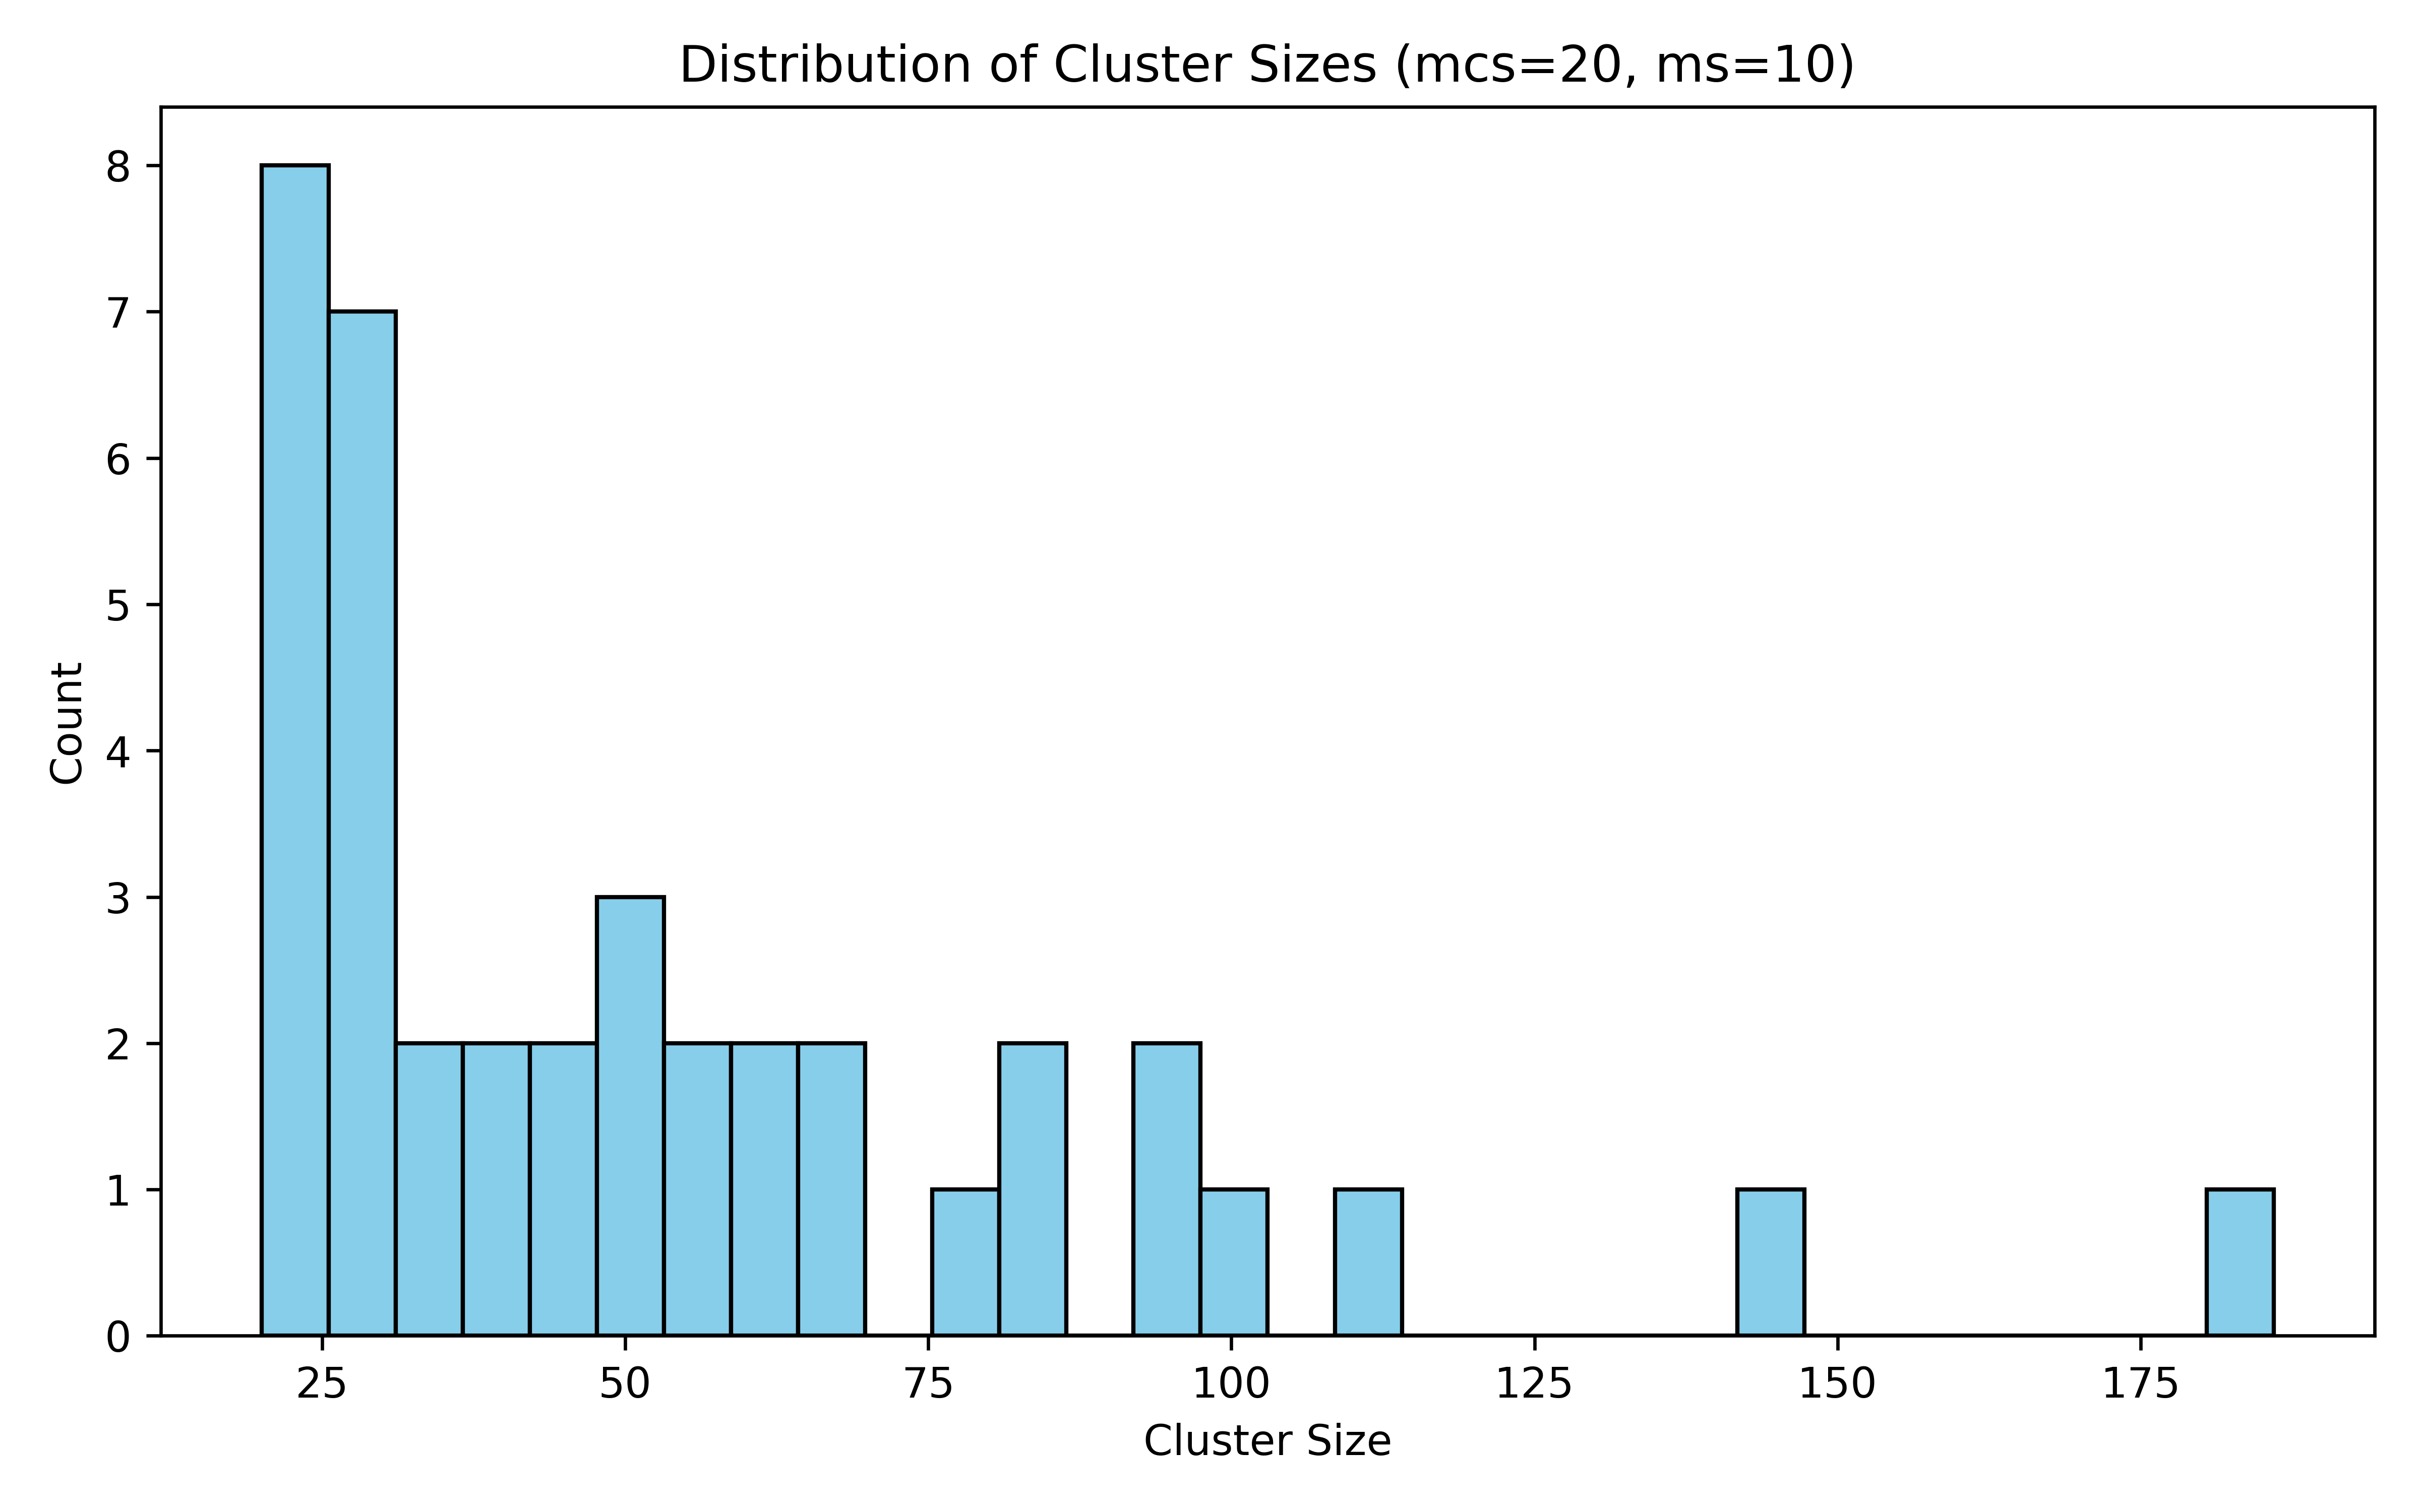 Distribution of Cluster Sizes (mcs=20, ms=10)
8
7
6
5
4
3
2
1
0
Count
25 50 75 100 125 150 175
Cluster Size